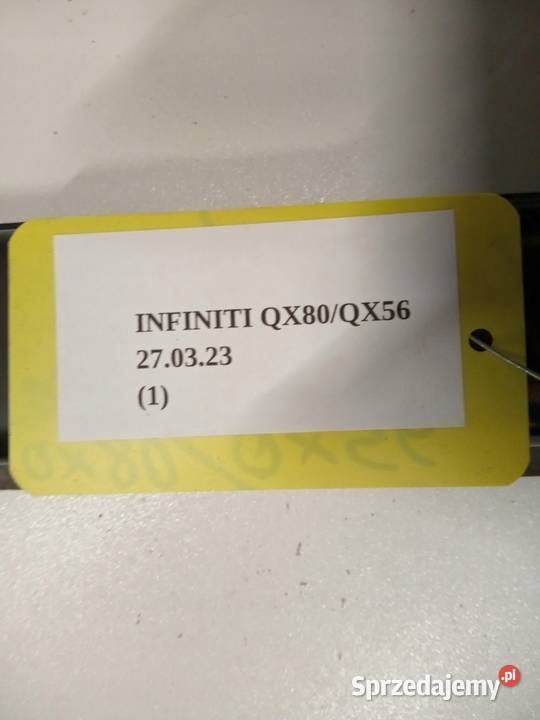 INFINITI QX80/QX56
27.03.23
(1)
Sprzedajemy.pl